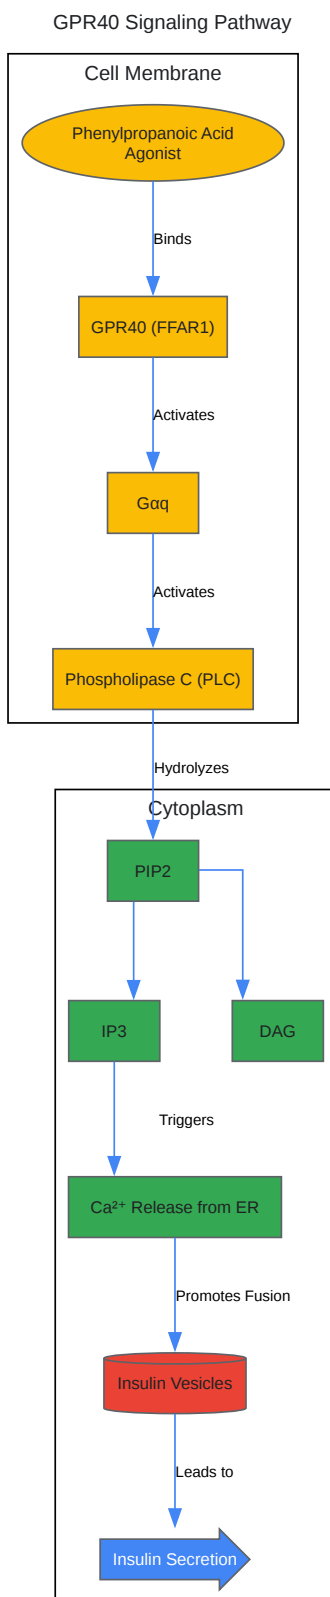 GPR40 Signaling Pathway
Cell Membrane
Phenylpropanoic Acid
Agonist
Binds
GPR40 (FFAR1)
Activates
Gαq
Activates
Phospholipase C (PLC)
Hydrolyzes
Cytoplasm
PIP2
IP3
DAG
Triggers
Ca²⁺ Release from ER
Promotes Fusion
Insulin Vesicles
Leads to
Insulin Secretion